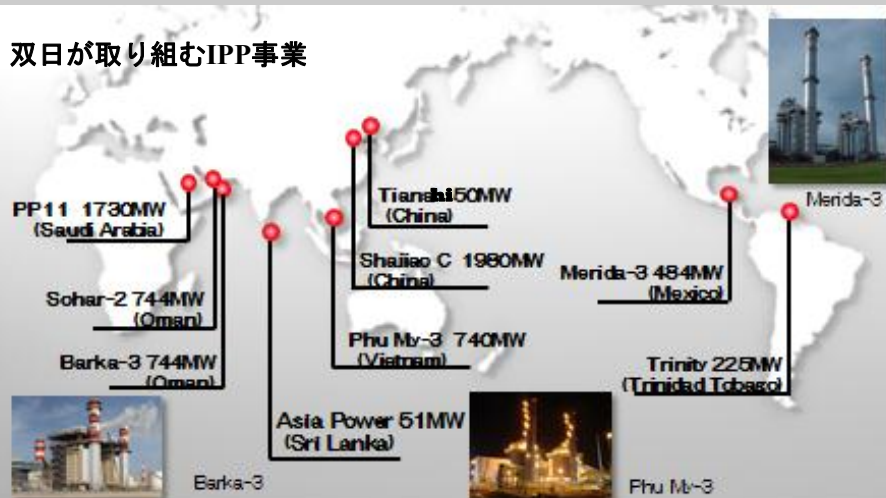 双日が取り組むIPP事業
Merida-3
PP11 1730MW
(Saudi Arabia)
Tianshi50MW
(China)
Shajiao C 1980MW
(China)
Merida-3 484MW
(Mexico)
Sohar-2 744MW
(Oman)
Phu My-3 740MW
(Vietnam)
Barka-3 744MW
(Oman)
Trinity 225MW
(Trinidad Tobago)
Asia Power 51MW
(Sri Lanka)
Barka-3
Phu My-3